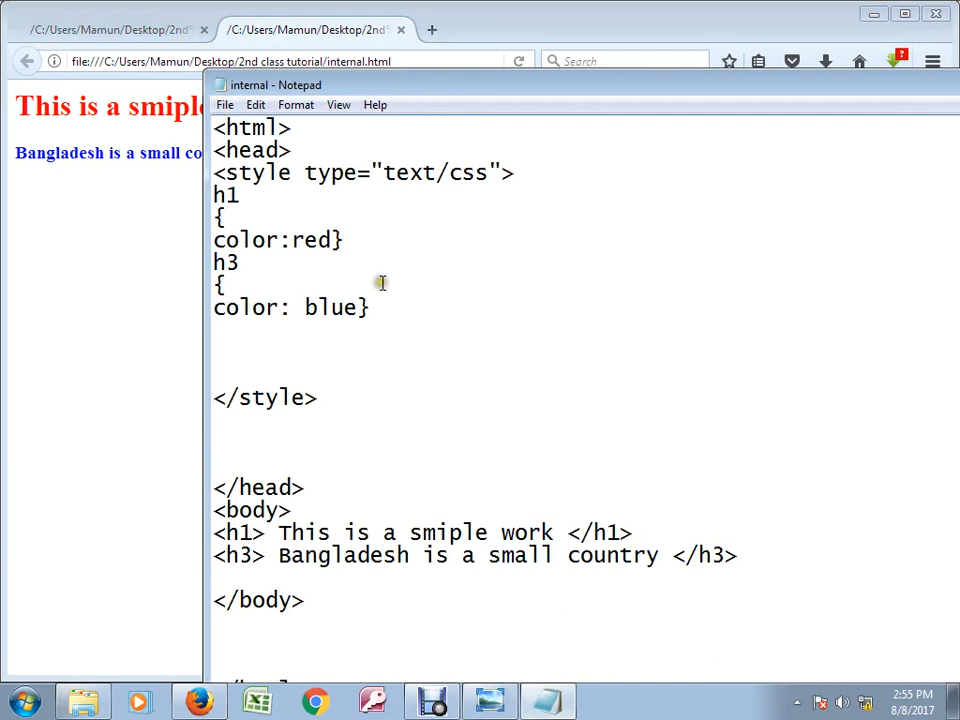 /C:/Users/Mamun/Desktop/2nd
/C:/Users/Mamun/Desktop/2nd
file:///C:/Users/Mamun/Desktop/2nd class tutorial/internal.html
Search
?
This is a smiple
Bangladesh is a small co
internal - Notepad
File Edit Format View Help
<html>
<head>
<style type="text/css">
h1
{
color:red}
h3
{
color: blue}
</style>
</head>
<body>
<h1> This is a smiple work </h1>
<h3> Bangladesh is a small country </h3>
</body>
2:55 PM
8/8/2017